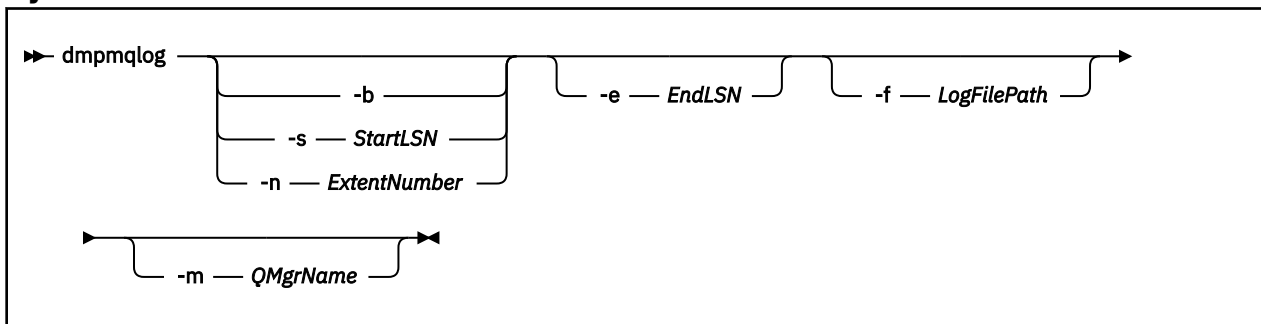 dmpmqlog
-b
-s StartLSN
-n ExtentNumber
-e EndLSN
-f LogFilePath
-m QMgrName